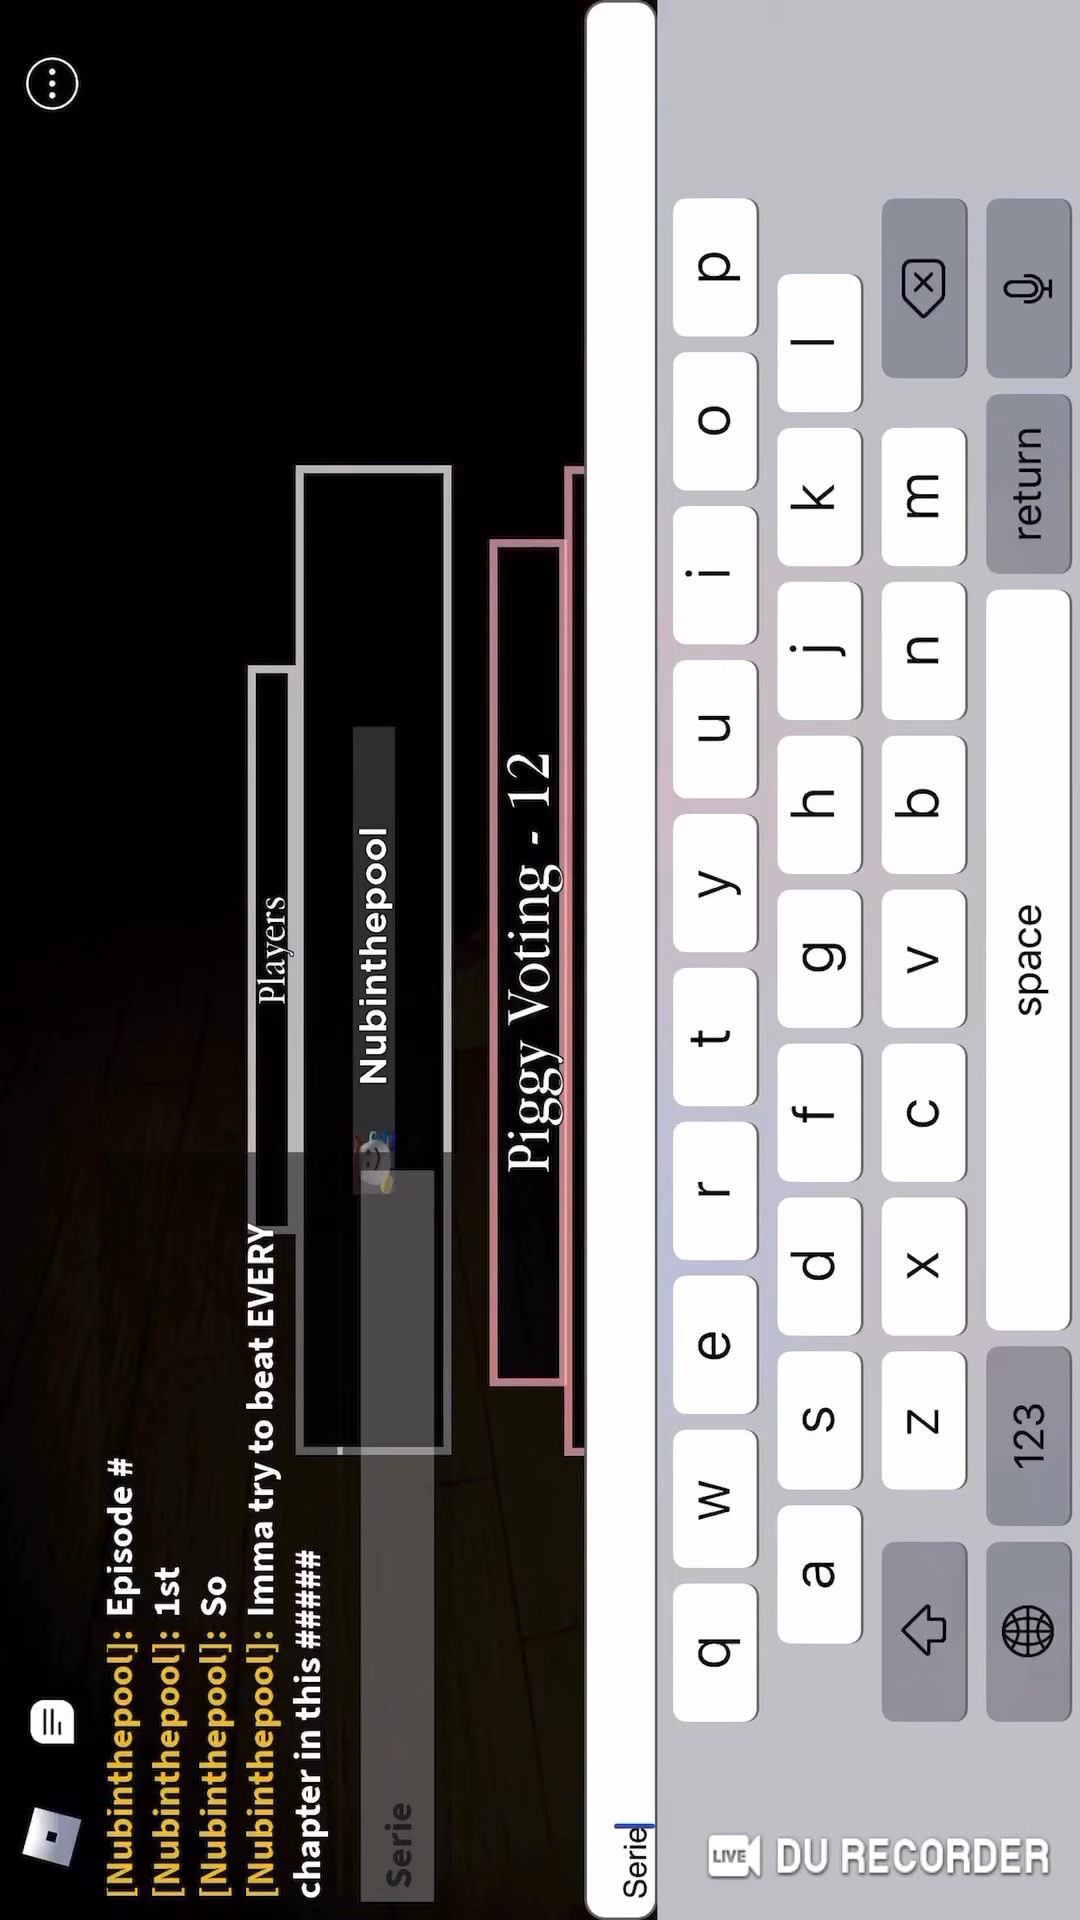 [Nubinthepool]: Episode #
[Nubinthepool]: 1st
[Nubinthepool]: So
[Nubinthepool]: Imma try to beat EVERY
chapter in this #####
Serie
Players
Nubinthepool
Piggy Voting - 12
Serie
q w e r t y u i o p
a s d f g h j k l
z x c v b n m
123 space return
LIVE DU RECORDER